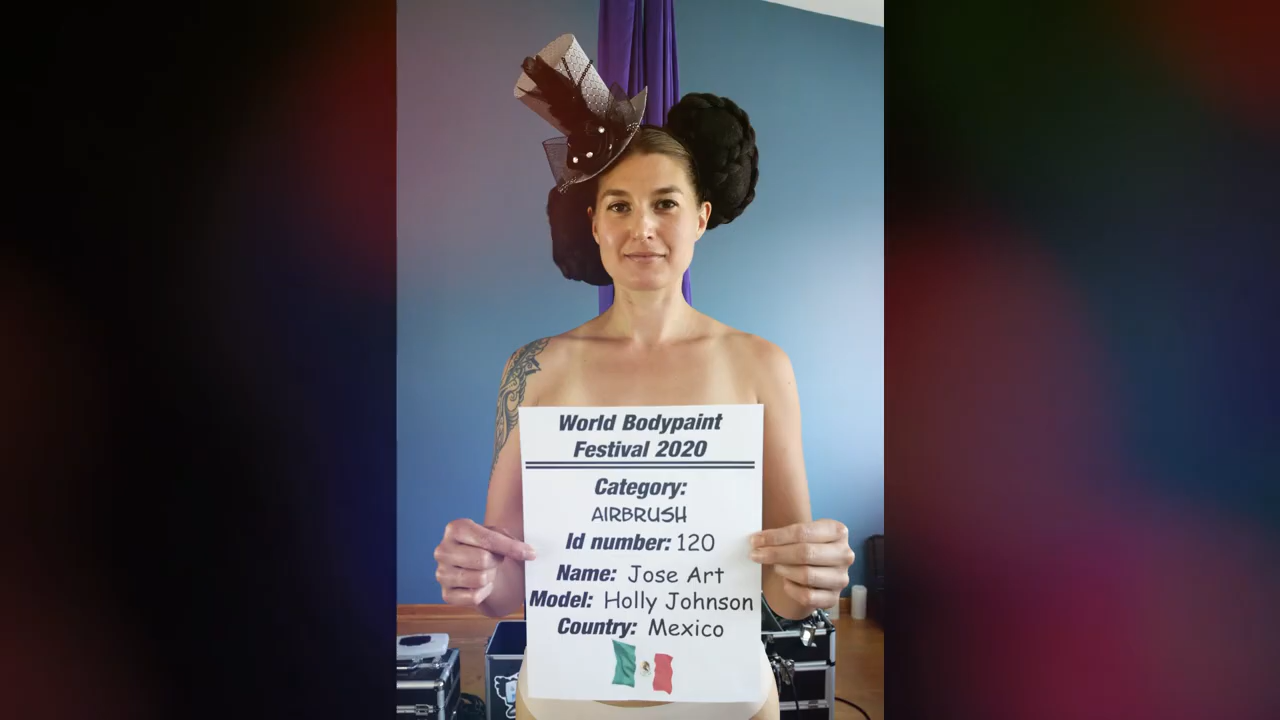 World Bodypaint
Festival 2020
Category:
AIRBRUSH
Id number: 120
Name: Jose Art
Model: Holly Johnson
Country: Mexico